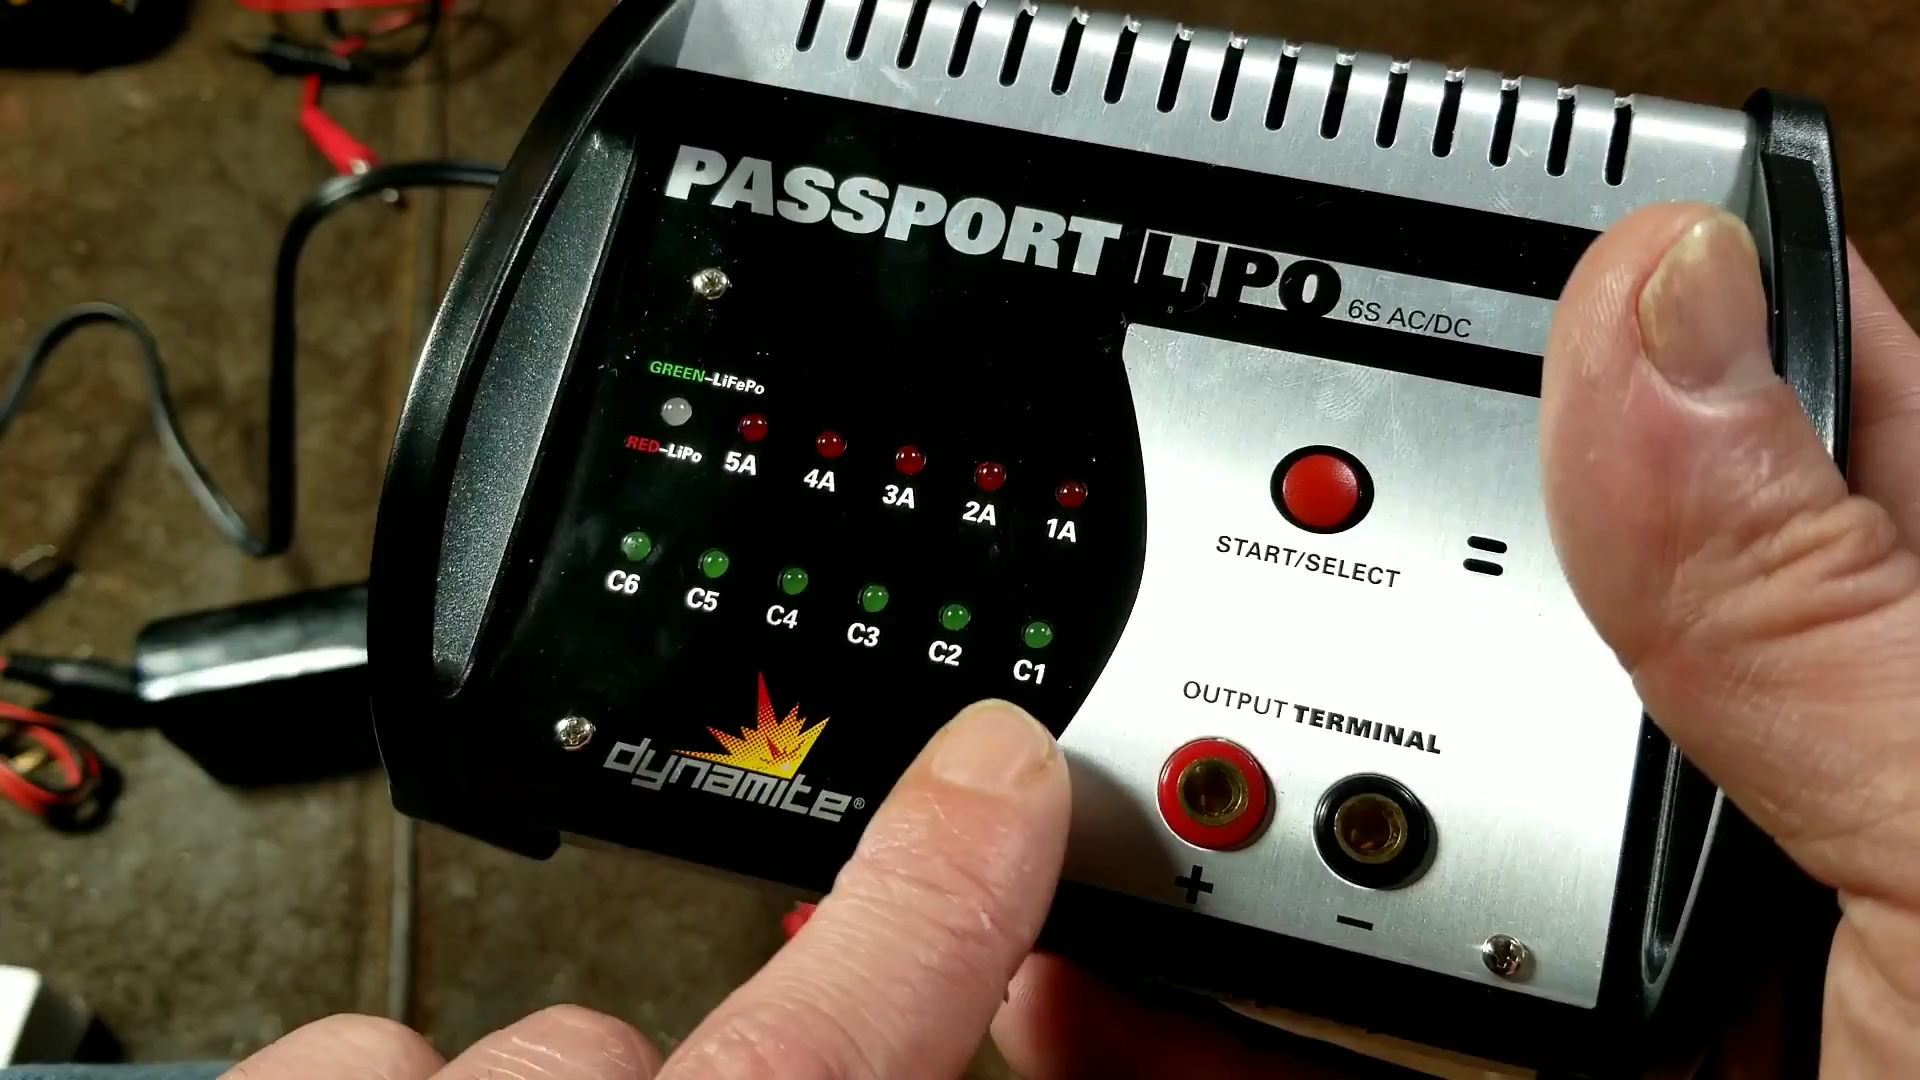 PASSPORT LIPO 6S AC/DC
GREEN-LiFePo
RED-LiPo
5A 4A 3A 2A 1A
START/SELECT
C6 C5 C4 C3 C2 C1
OUTPUT TERMINAL
dynamite®
+ −